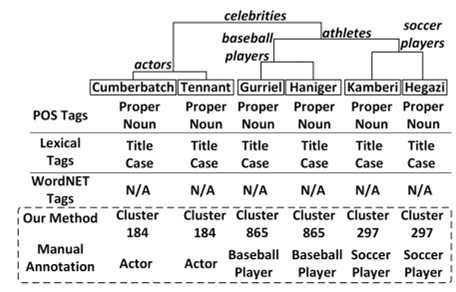 celebrities
soccer
baseball athletes players
players
actors
Cumberbatch Tennant Gurriel Haniger Kamberi Hegazi
POS Tags Proper Proper Proper Proper Proper Proper
Noun Noun Noun Noun Noun Noun
Lexical Title Title Title Title Title Title
Tags Case Case Case Case Case Case
WordNET N/A N/A N/A N/A N/A N/A
Tags
Our Method Cluster Cluster Cluster Cluster Cluster Cluster
184 184 865 865 297 297
Manual Actor Actor Baseball Baseball Soccer Soccer
Annotation Player Player Player Player